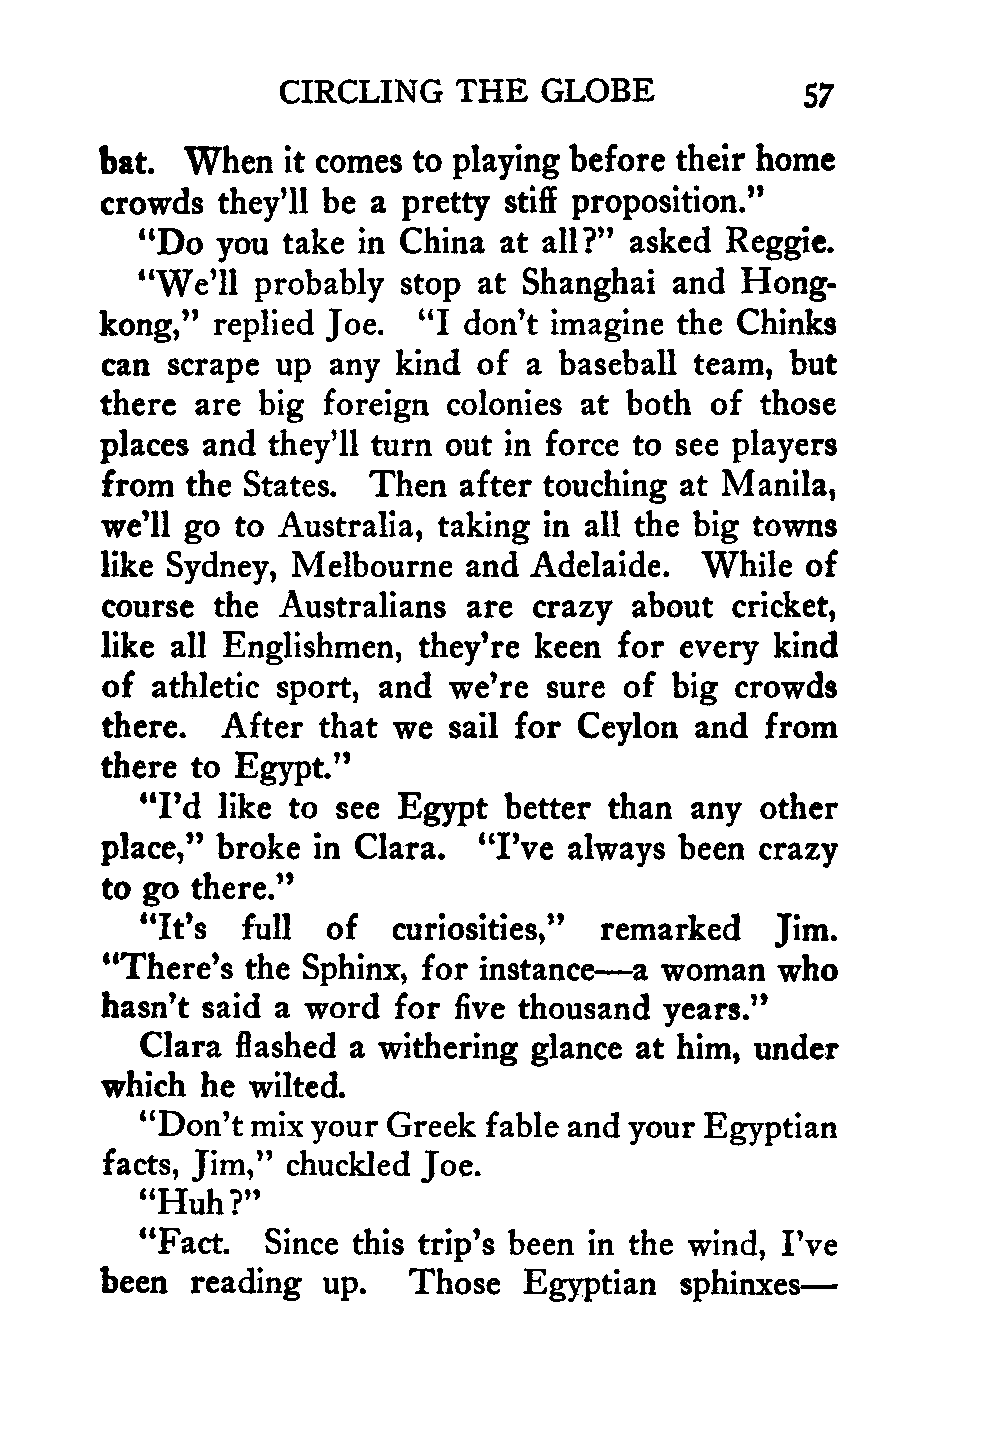 CIRCLING THE GLOBE 57
bat. When it comes to playing before their home
crowds they'll be a pretty stiff proposition."
"Do you take in China at all?" asked Reggie.
"We'll probably stop at Shanghai and Hong-
kong," replied Joe. "I don't imagine the Chinks
can scrape up any kind of a baseball team, but
there are big foreign colonies at both of those
places and they'll turn out in force to see players
from the States. Then after touching at Manila,
we'll go to Australia, taking in all the big towns
like Sydney, Melbourne and Adelaide. While of
course the Australians are crazy about cricket,
like all Englishmen, they're keen for every kind
of athletic sport, and we're sure of big crowds
there. After that we sail for Ceylon and from
there to Egypt."
"I'd like to see Egypt better than any other
place," broke in Clara. "I've always been crazy
to go there."
"It's full of curiosities," remarked Jim.
"There's the Sphinx, for instance—a woman who
hasn't said a word for five thousand years."
Clara flashed a withering glance at him, under
which he wilted.
"Don't mix your Greek fable and your Egyptian
facts, Jim," chuckled Joe.
"Huh?"
"Fact. Since this trip's been in the wind, I've
been reading up. Those Egyptian sphinxes—